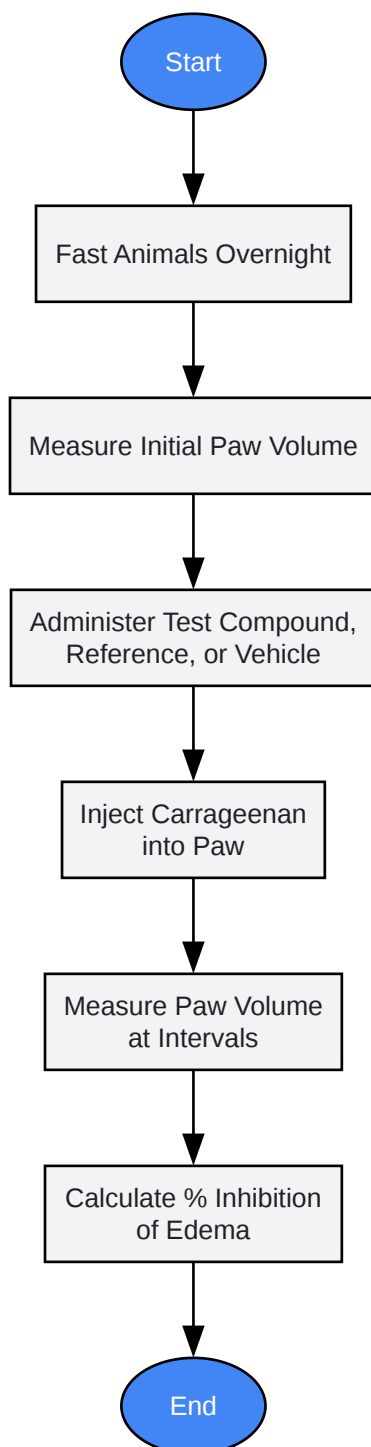 Start
Fast Animals Overnight
Measure Initial Paw Volume
Administer Test Compound,
Reference, or Vehicle
Inject Carrageenan
into Paw
Measure Paw Volume
at Intervals
Calculate % Inhibition
of Edema
End